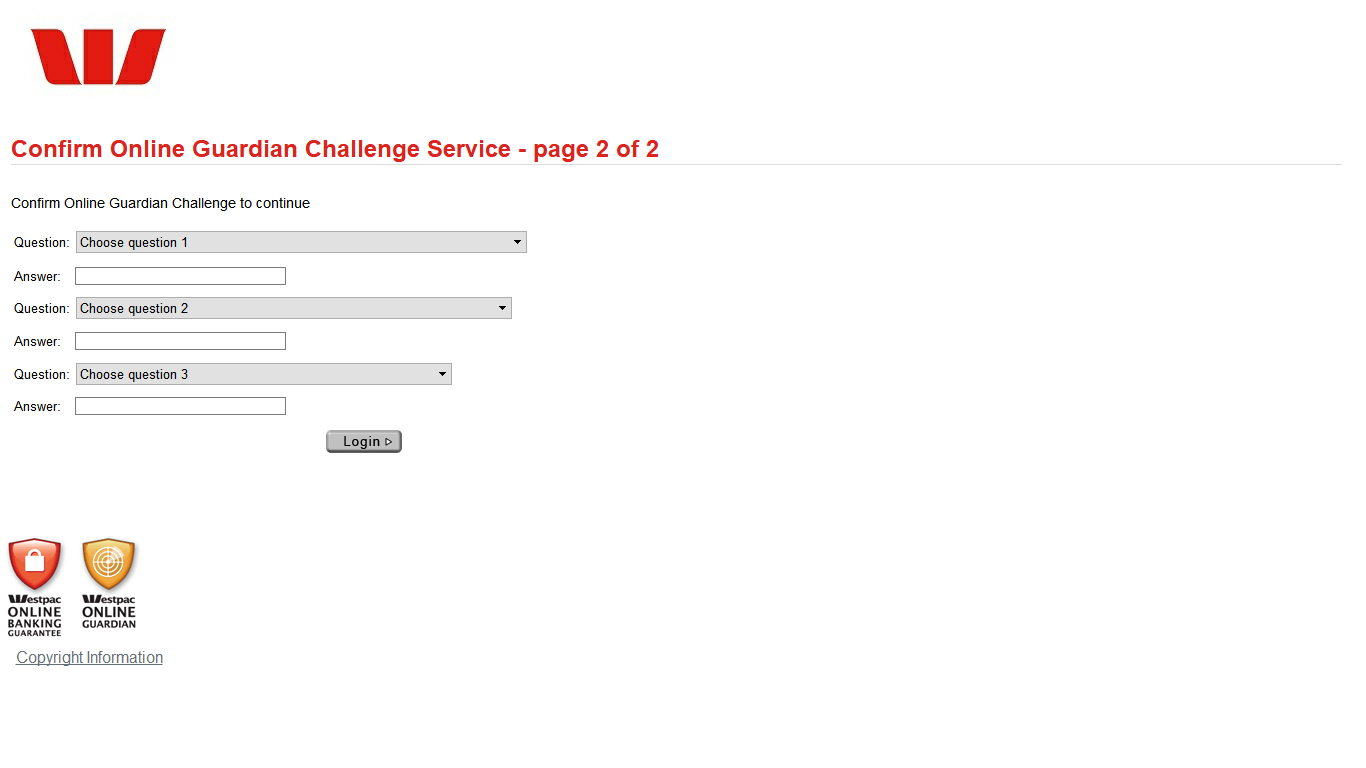 Confirm Online Guardian Challenge Service - page 2 of 2
Confirm Online Guardian Challenge to continue
Question: Choose question 1
Answer:
Question: Choose question 2
Answer:
Question: Choose question 3
Answer:
Login
Westpac ONLINE BANKING GUARANTEE
Westpac ONLINE GUARDIAN
Copyright Information